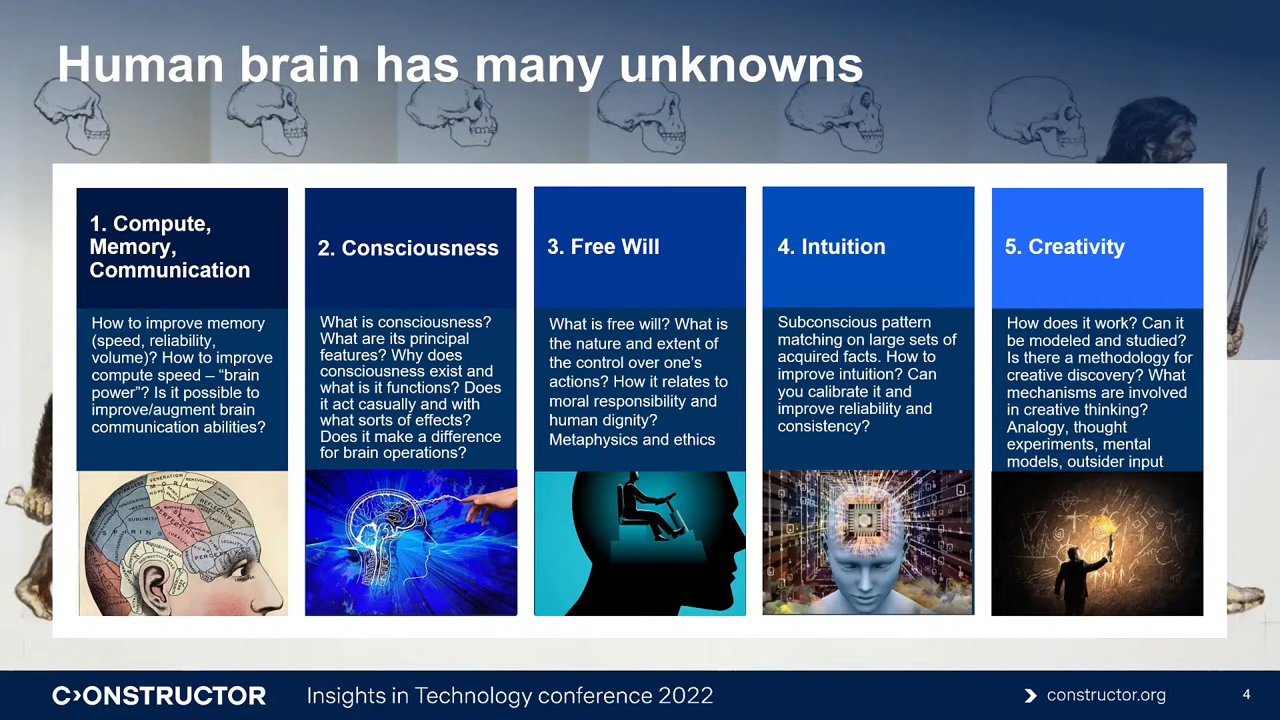 Human brain has many unknowns
1. Compute,
Memory,
Communication
How to improve memory
(speed, reliability,
volume)? How to improve
compute speed – “brain
power”? Is it possible to
improve/augment brain
communication abilities?
2. Consciousness
What is consciousness?
What are its principal
features? Why does
consciousness exist and
what is it functions? Does
it act casually and with
what sorts of effects?
Does it make a difference
for brain operations?
3. Free Will
What is free will? What is
the nature and extent of
the control over one’s
actions? How it relates to
moral responsibility and
human dignity?
Metaphysics and ethics
4. Intuition
Subconscious pattern
matching on large sets of
acquired facts. How to
improve intuition? Can
you calibrate it and
improve reliability and
consistency?
5. Creativity
How does it work? Can it
be modeled and studied?
Is there a methodology for
creative discovery? What
mechanisms are involved
in creative thinking?
Analogy, thought
experiments, mental
models, outsider input
C›ONSTRUCTOR
Insights in Technology conference 2022
constructor.org
4